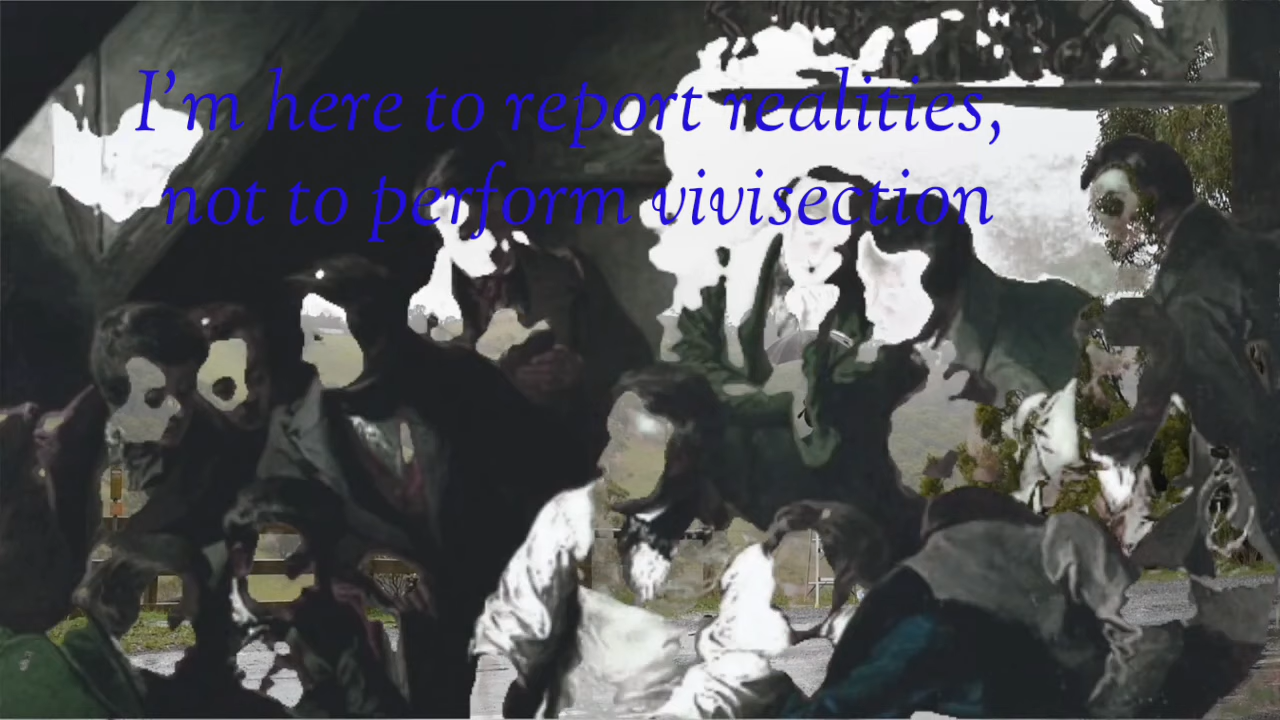 I’m here to report realities,
not to perform vivisection